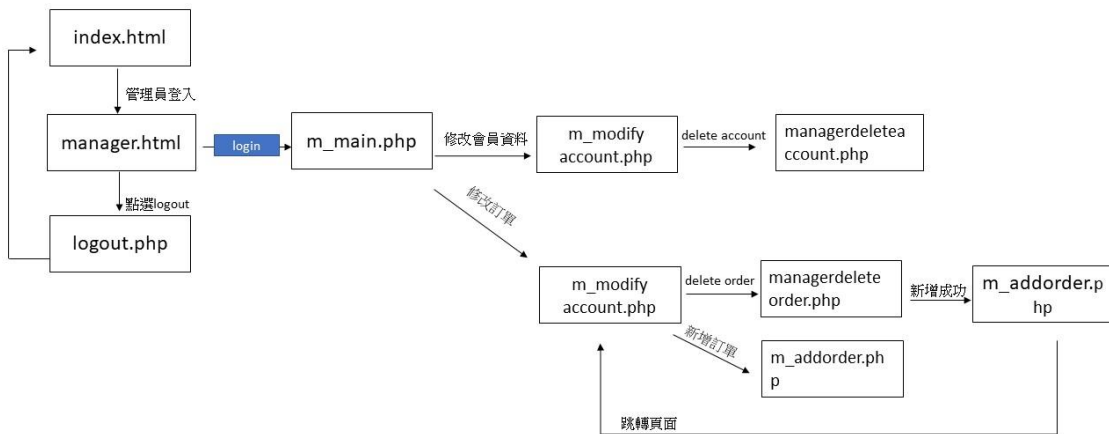 index.html
管理員登入
manager.html
login
m_main.php
修改會員資料
m_modify
account.php
delete account
managerdeletea
ccount.php
點選logout
logout.php
修改訂單
m_modify
account.php
delete order
managerdelete
order.php
新增成功
m_addorder.p
hp
新增訂單
m_addorder.ph
p
跳轉頁面